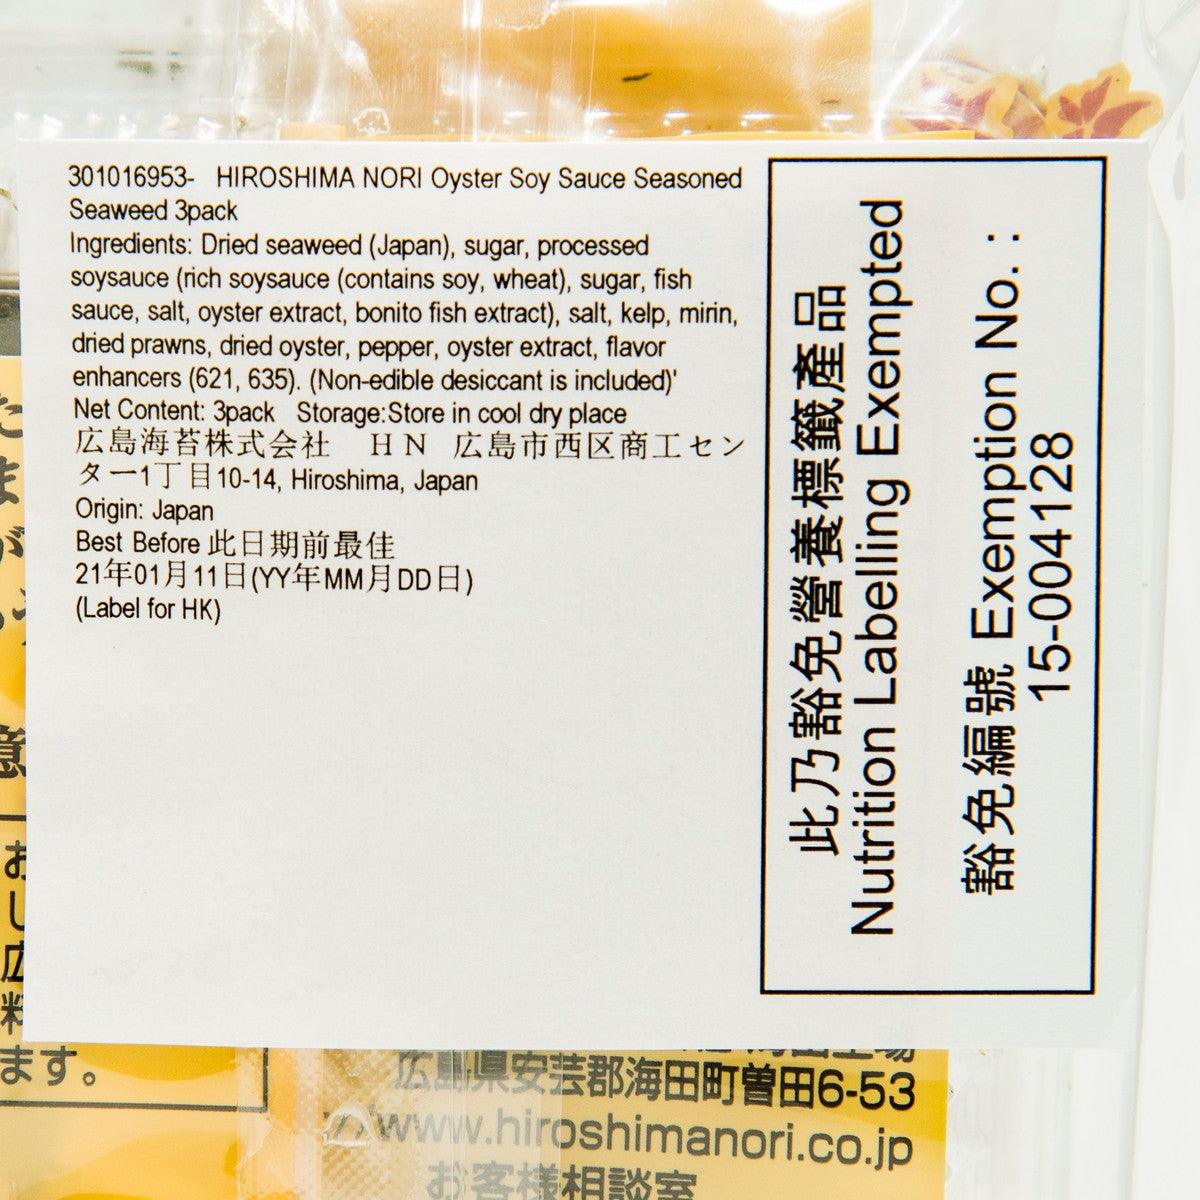 301016953- HIROSHIMA NORI Oyster Soy Sauce Seasoned
Seaweed 3pack
Ingredients: Dried seaweed (Japan), sugar, processed
soysauce (rich soysauce (contains soy, wheat), sugar, fish
sauce, salt, oyster extract, bonito fish extract), salt, kelp, mirin,
dried prawns, dried oyster, pepper, oyster extract, flavor
enhancers (621, 635). (Non-edible desiccant is included)'
Net Content: 3pack Storage:Store in cool dry place
広島海苔株式会社 HN 広島市西区商工セン
ター1丁目10-14, Hiroshima, Japan
Origin: Japan
Best Before 此日期前最佳
21年01月11日(YY年MM月DD日)
(Label for HK)
此乃豁免營養標籤產品
Nutrition Labelling Exempted
豁免編號 Exemption No. :
15-004128
た
ま
が
憶
お
し
広
料
ます。
広島県安芸郡海田町曽田6-53
www.hiroshimanori.co.jp
お客様相談室